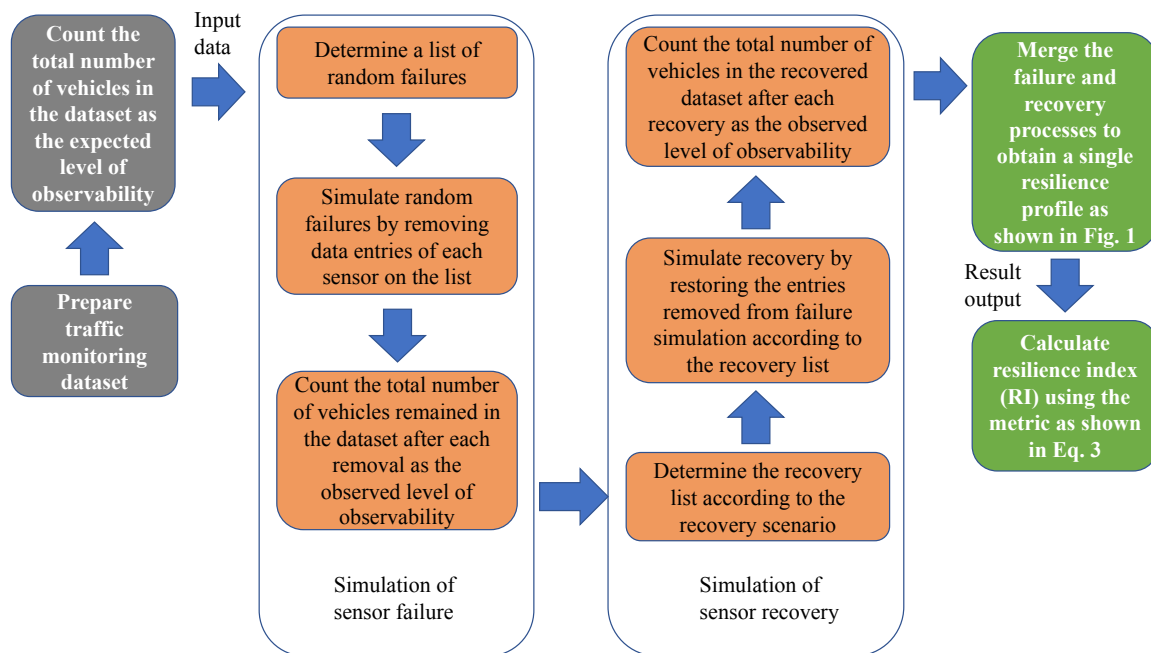 Prepare
traffic
monitoring
dataset
Count the
total number
of vehicles in
the dataset as
the expected
level of
observability
Input
data
Determine a list of
random failures
Simulate random
failures by removing
data entries of each
sensor on the list
Count the total number
of vehicles remained in
the dataset after each
removal as the
observed level of
observability
Simulation of
sensor failure
Determine the recovery
list according to the
recovery scenario
Simulate recovery by
restoring the entries
removed from failure
simulation according to
the recovery list
Count the total number of
vehicles in the recovered
dataset after each
recovery as the observed
level of observability
Simulation of
sensor recovery
Merge the
failure and
recovery
processes to
obtain a single
resilience
profile as
shown in Fig. 1
Result
output
Calculate
resilience index
(RI) using the
metric as shown
in Eq. 3